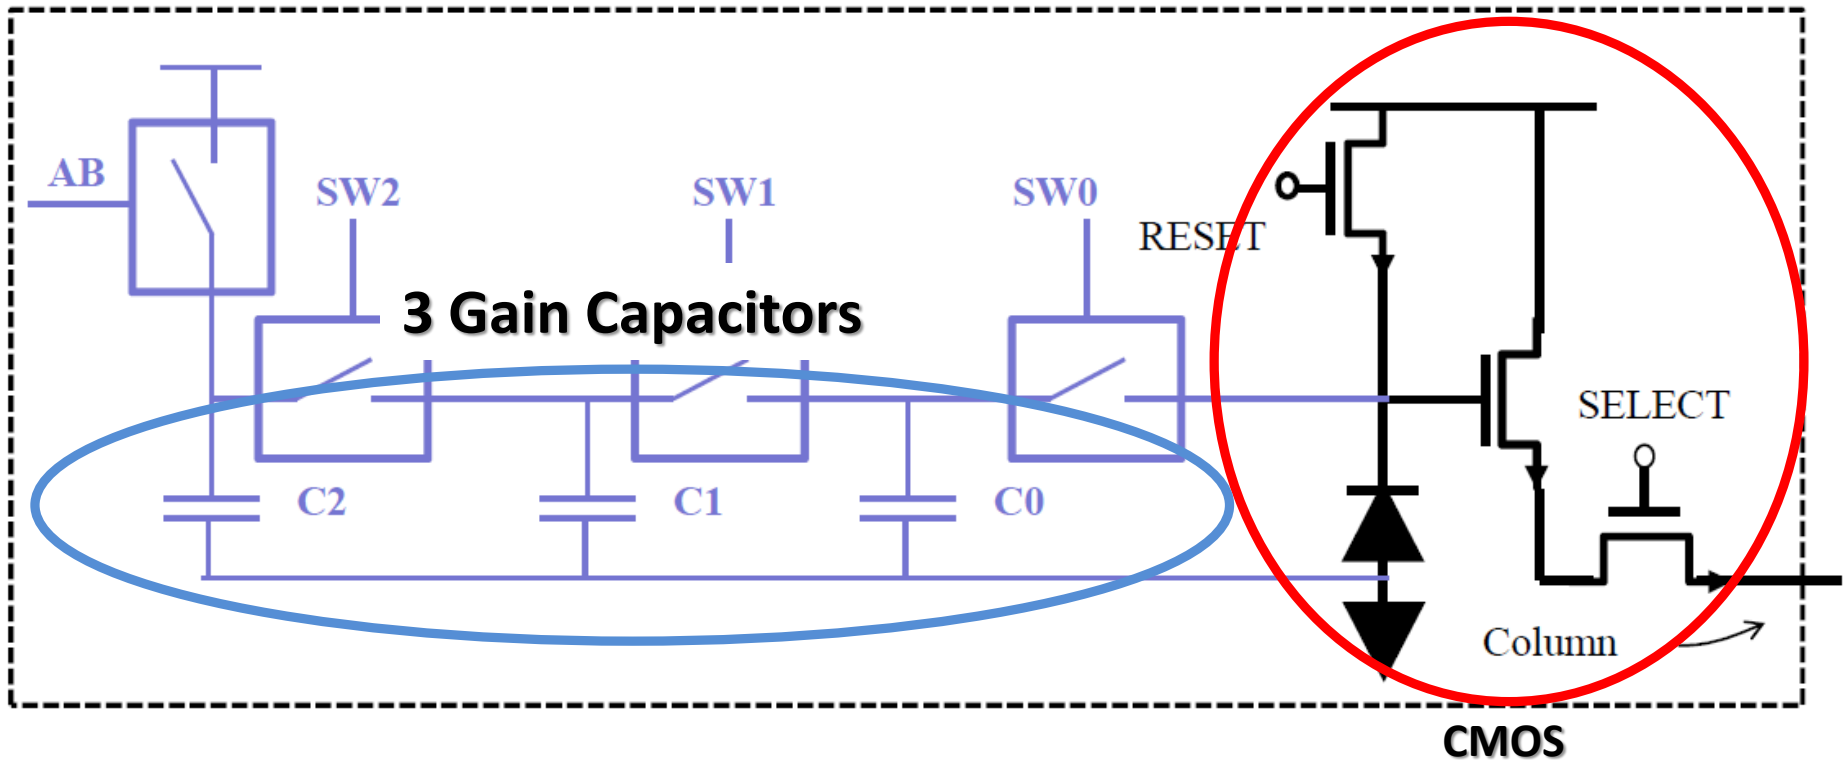 AB
SW2
SW1
SW0
RESET
3 Gain Capacitors
SELECT
C2
C1
C0
Column
CMOS